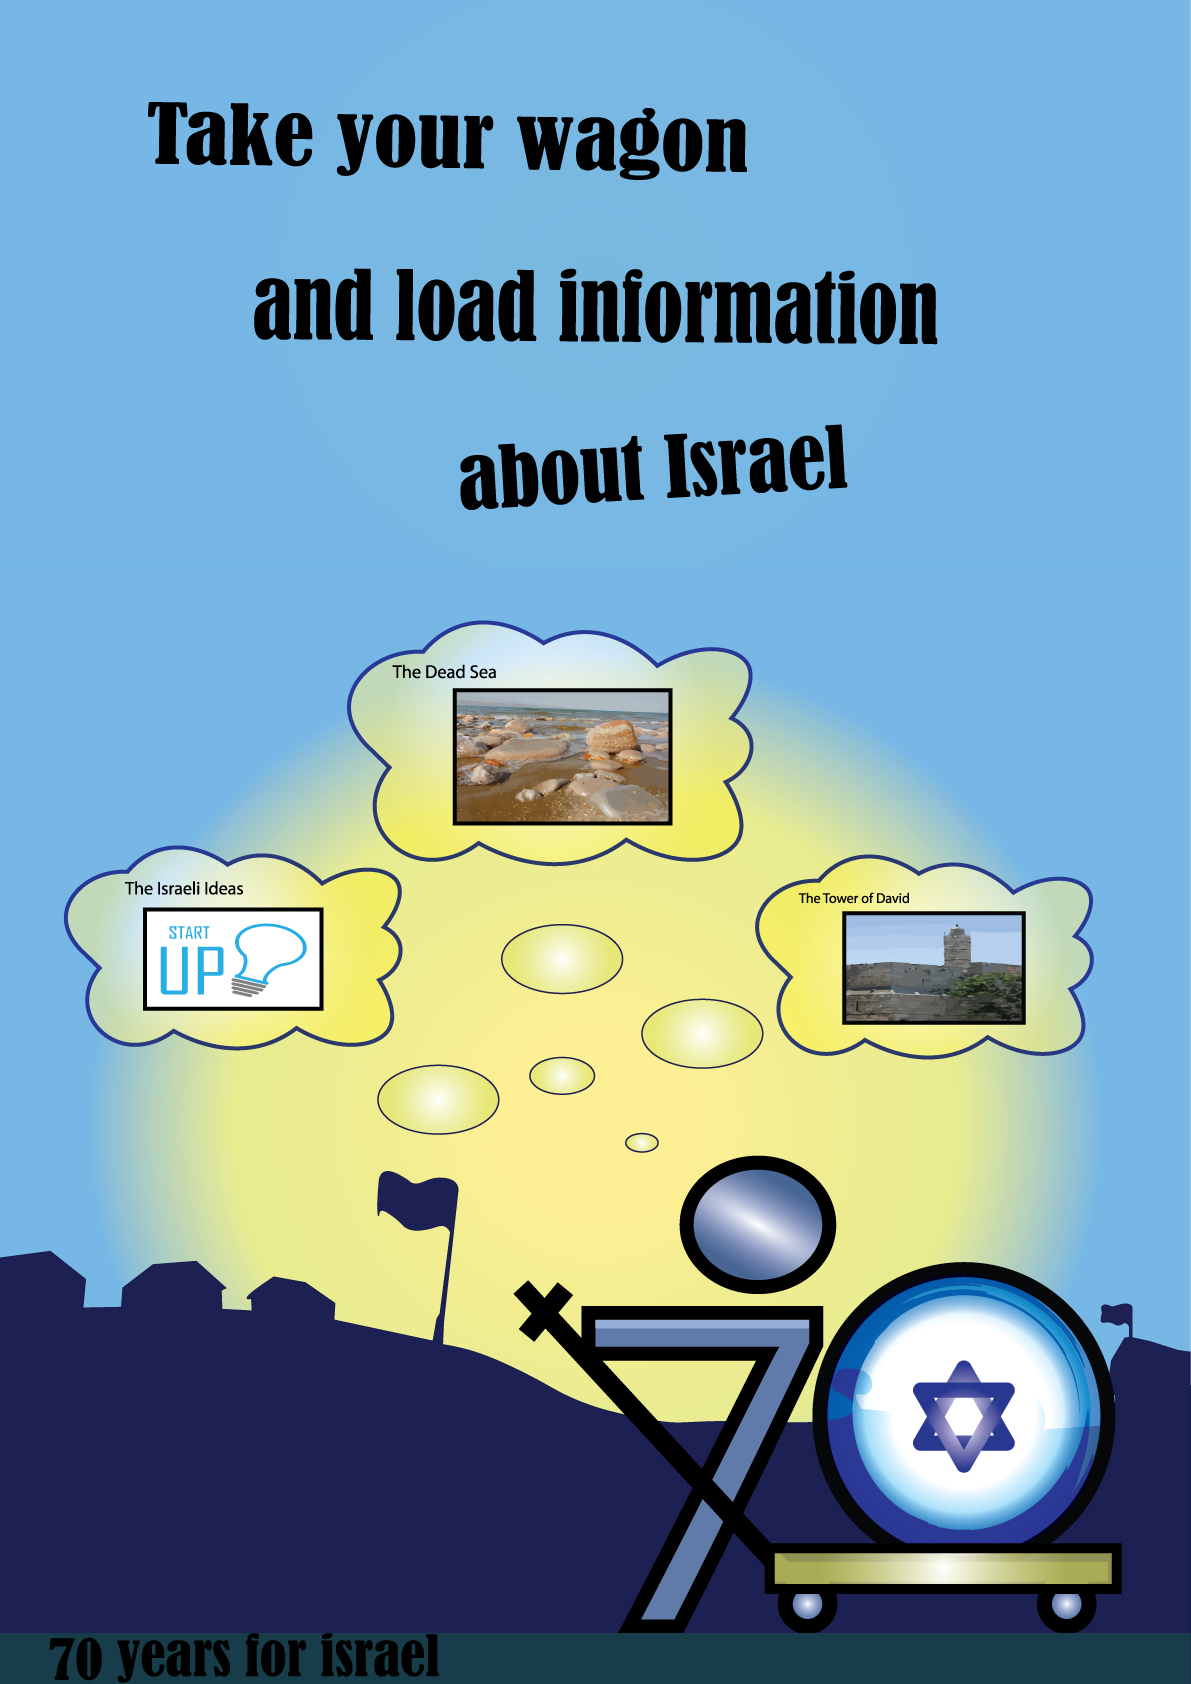 Take your wagon
and load information
about Israel
The Dead Sea
The Israeli Ideas
START
UP
The Tower of David
70 years for israel